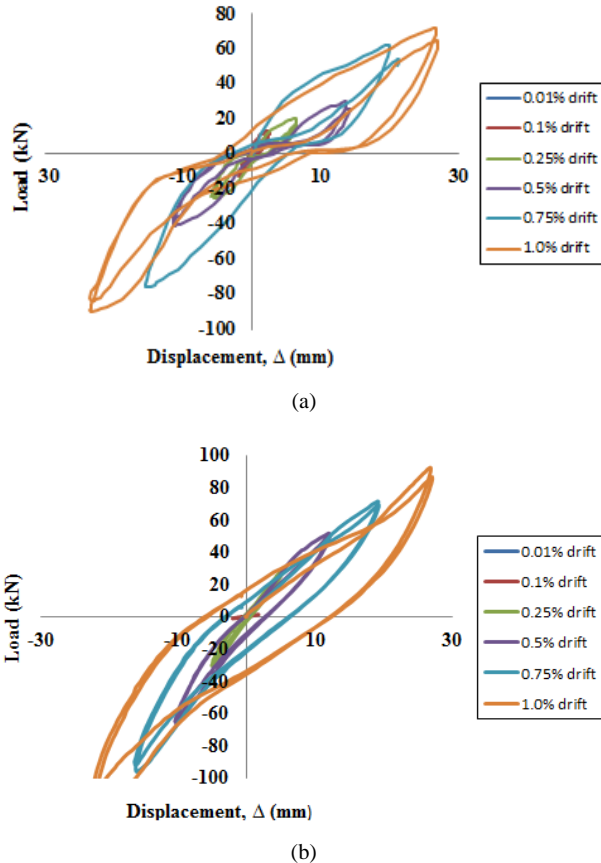 80
60
40
20
0
30
-10
10
30
-20
-40
-60
-80
-100
Load (kN)
Displacement, Δ (mm)
0.01% drift
0.1% drift
0.25% drift
0.5% drift
0.75% drift
1.0% drift
(a)
100
80
60
40
20
0
-30
-10
10
30
-20
-40
-60
-80
-100
Load (kN)
Displacement, Δ (mm)
0.01% drift
0.1% drift
0.25% drift
0.5% drift
0.75% drift
1.0% drift
(b)